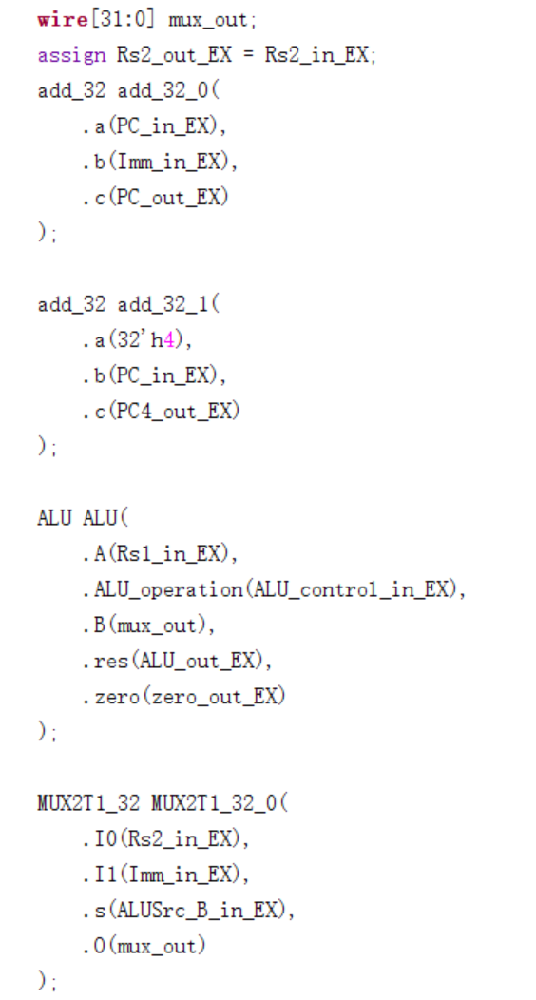 wire[31:0] mux_out;
assign Rs2_out_EX = Rs2_in_EX;
add_32 add_32_0(
.a(PC_in_EX),
.b(Imm_in_EX),
.c(PC_out_EX)
);
add_32 add_32_1(
.a(32'h4),
.b(PC_in_EX),
.c(PC4_out_EX)
);
ALU ALU(
.A(Rs1_in_EX),
.ALU_operation(ALU_control_in_EX),
.B(mux_out),
.res(ALU_out_EX),
.zero(zero_out_EX)
);
MUX2T1_32 MUX2T1_32_0(
.I0(Rs2_in_EX),
.I1(Imm_in_EX),
.s(ALUSrc_B_in_EX),
.O(mux_out)
);